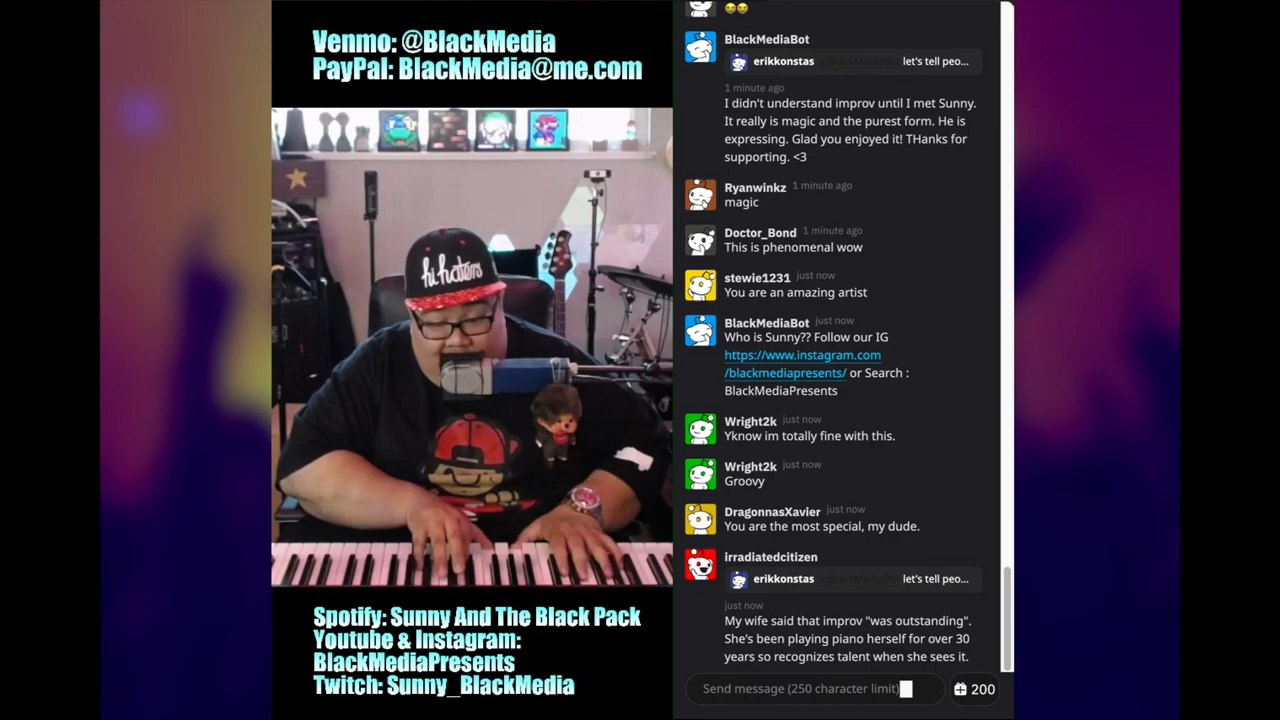 Venmo: @BlackMedia
PayPal: BlackMedia@me.com
hi haters
Spotify: Sunny And The Black Pack
Youtube & Instagram:
BlackMediaPresents
Twitch: Sunny_BlackMedia
BlackMediaBot
erikkonstas u/BlackMediaBot let's tell peo...
1 minute ago
I didn't understand improv until I met Sunny.
It really is magic and the purest form. He is
expressing. Glad you enjoyed it! THanks for
supporting. <3
Ryanwinkz 1 minute ago
magic
Doctor_Bond 1 minute ago
This is phenomenal wow
stewie1231 just now
You are an amazing artist
BlackMediaBot just now
Who is Sunny?? Follow our IG
https://www.instagram.com
/blackmediapresents/ or Search :
BlackMediaPresents
Wright2k just now
Yknow im totally fine with this.
Wright2k just now
Groovy
DragonnasXavier just now
You are the most special, my dude.
irradiatedcitizen
erikkonstas u/BlackMediaBot let's tell peo...
just now
My wife said that improv "was outstanding".
She's been playing piano herself for over 30
years so recognizes talent when she sees it.
Send message (250 character limit)
200